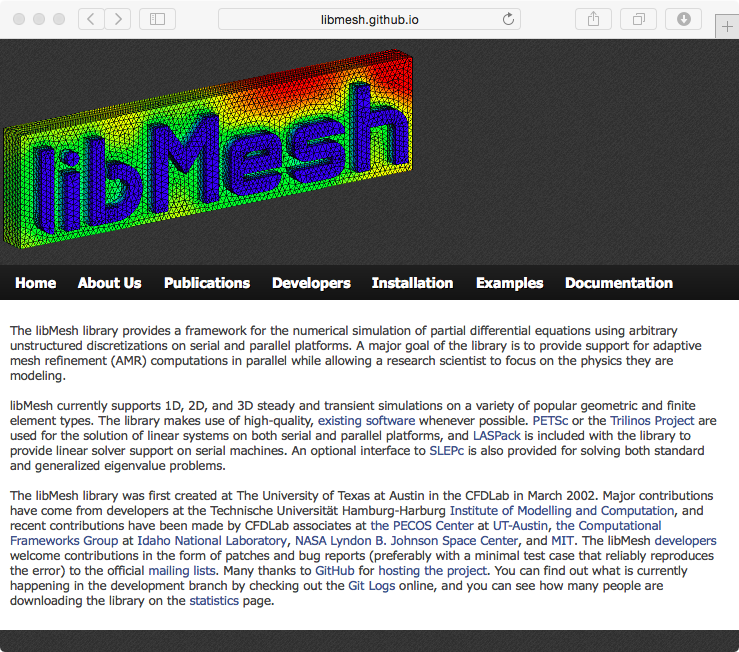 libmesh.github.io
libMesh
Home About Us Publications Developers Installation Examples Documentation
The libMesh library provides a framework for the numerical simulation of partial differential equations using arbitrary
unstructured discretizations on serial and parallel platforms. A major goal of the library is to provide support for adaptive
mesh refinement (AMR) computations in parallel while allowing a research scientist to focus on the physics they are
modeling.
libMesh currently supports 1D, 2D, and 3D steady and transient simulations on a variety of popular geometric and finite
element types. The library makes use of high-quality, existing software whenever possible. PETSc or the Trilinos Project are
used for the solution of linear systems on both serial and parallel platforms, and LASPack is included with the library to
provide linear solver support on serial machines. An optional interface to SLEPc is also provided for solving both standard
and generalized eigenvalue problems.
The libMesh library was first created at The University of Texas at Austin in the CFDLab in March 2002. Major contributions
have come from developers at the Technische Universität Hamburg-Harburg Institute of Modelling and Computation, and
recent contributions have been made by CFDLab associates at the PECOS Center at UT-Austin, the Computational
Frameworks Group at Idaho National Laboratory, NASA Lyndon B. Johnson Space Center, and MIT. The libMesh developers
welcome contributions in the form of patches and bug reports (preferably with a minimal test case that reliably reproduces
the error) to the official mailing lists. Many thanks to GitHub for hosting the project. You can find out what is currently
happening in the development branch by checking out the Git Logs online, and you can see how many people are
downloading the library on the statistics page.